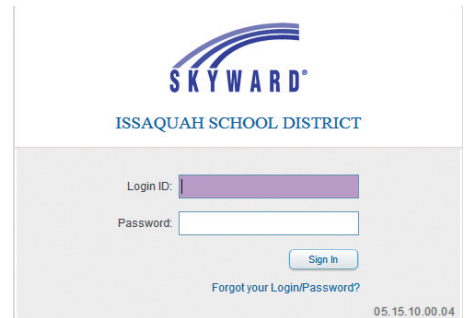 SKYWARD®
ISSAQUAH SCHOOL DISTRICT
Login ID:
Password:
Sign In
Forgot your Login/Password?
05.15.10.00.04